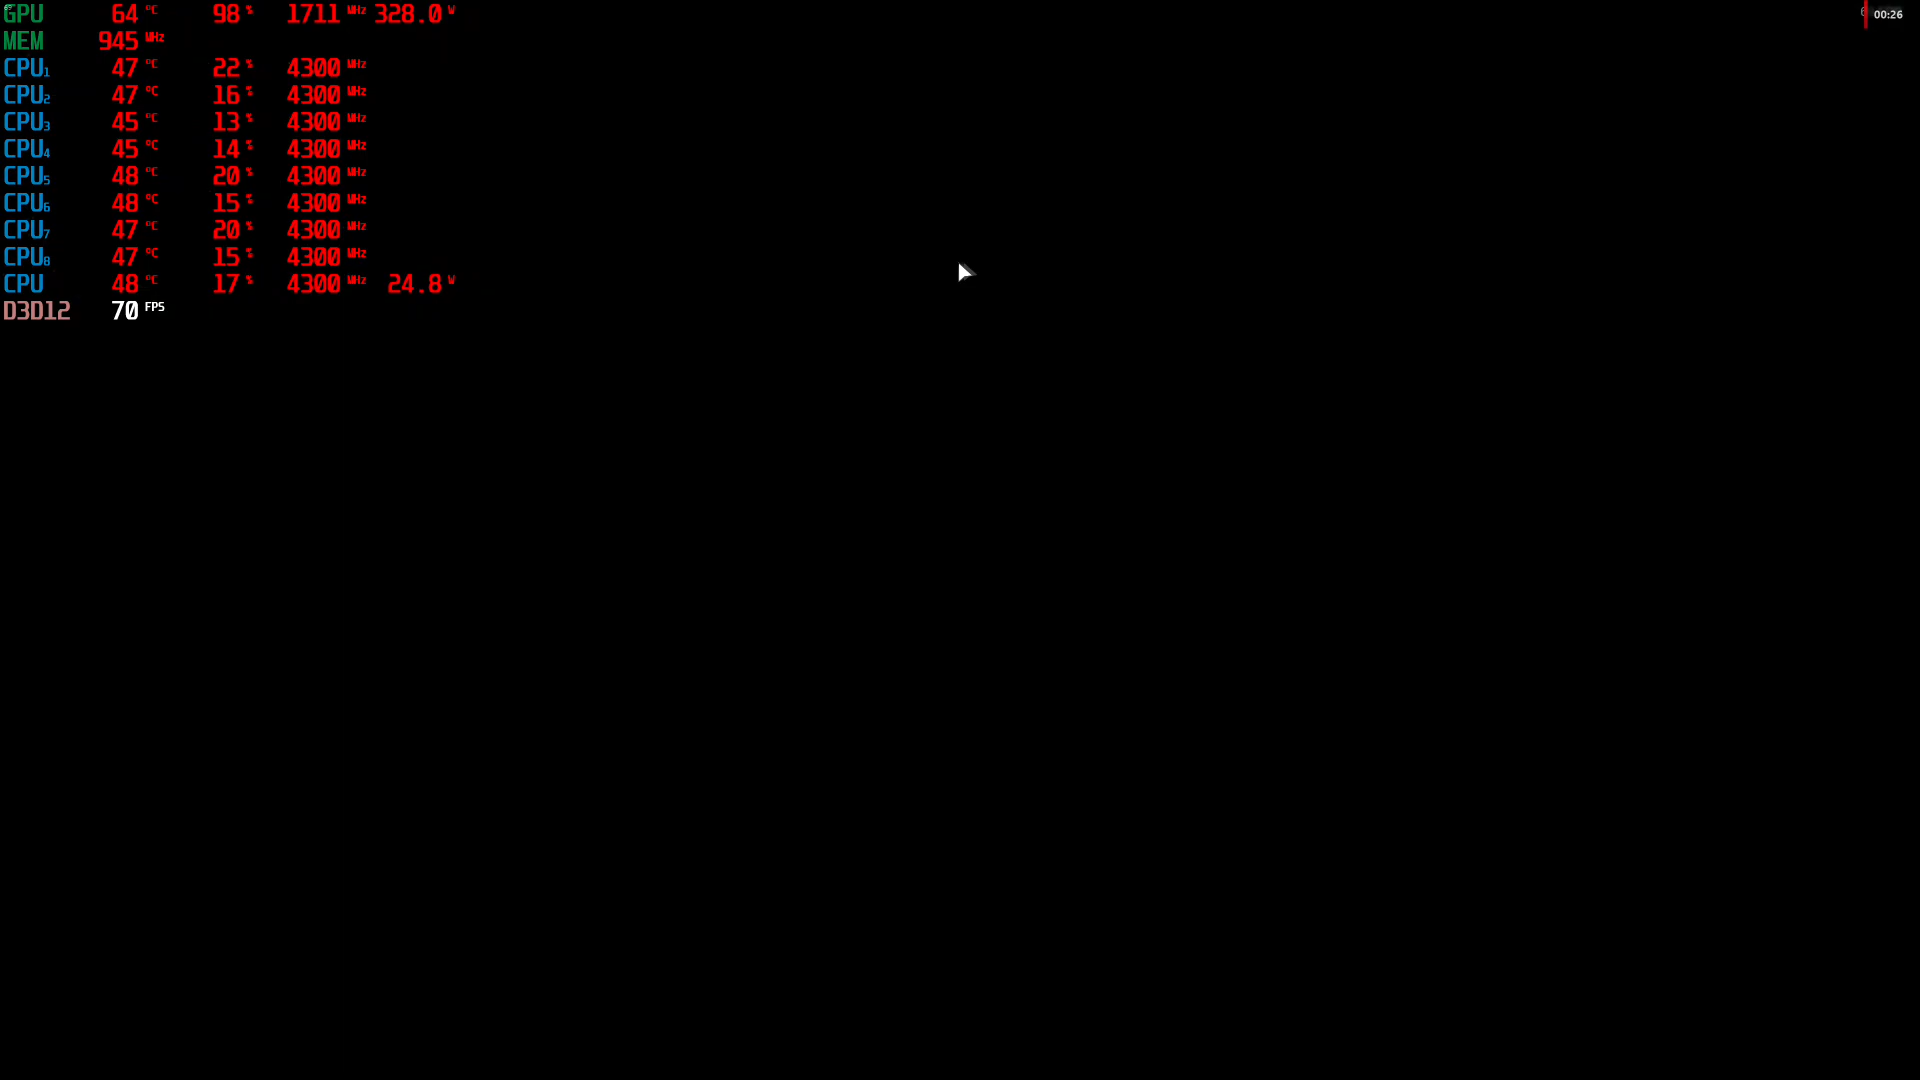 GPU 64 °C 98 % 1711 MHz 328.0 W
MEM 945 MHz
CPU1 47 °C 22 % 4300 MHz
CPU2 47 °C 16 % 4300 MHz
CPU3 45 °C 13 % 4300 MHz
CPU4 45 °C 14 % 4300 MHz
CPU5 48 °C 20 % 4300 MHz
CPU6 48 °C 15 % 4300 MHz
CPU7 47 °C 20 % 4300 MHz
CPU8 47 °C 15 % 4300 MHz
CPU 48 °C 17 % 4300 MHz 24.8 W
D3D12 70 FPS
00:26